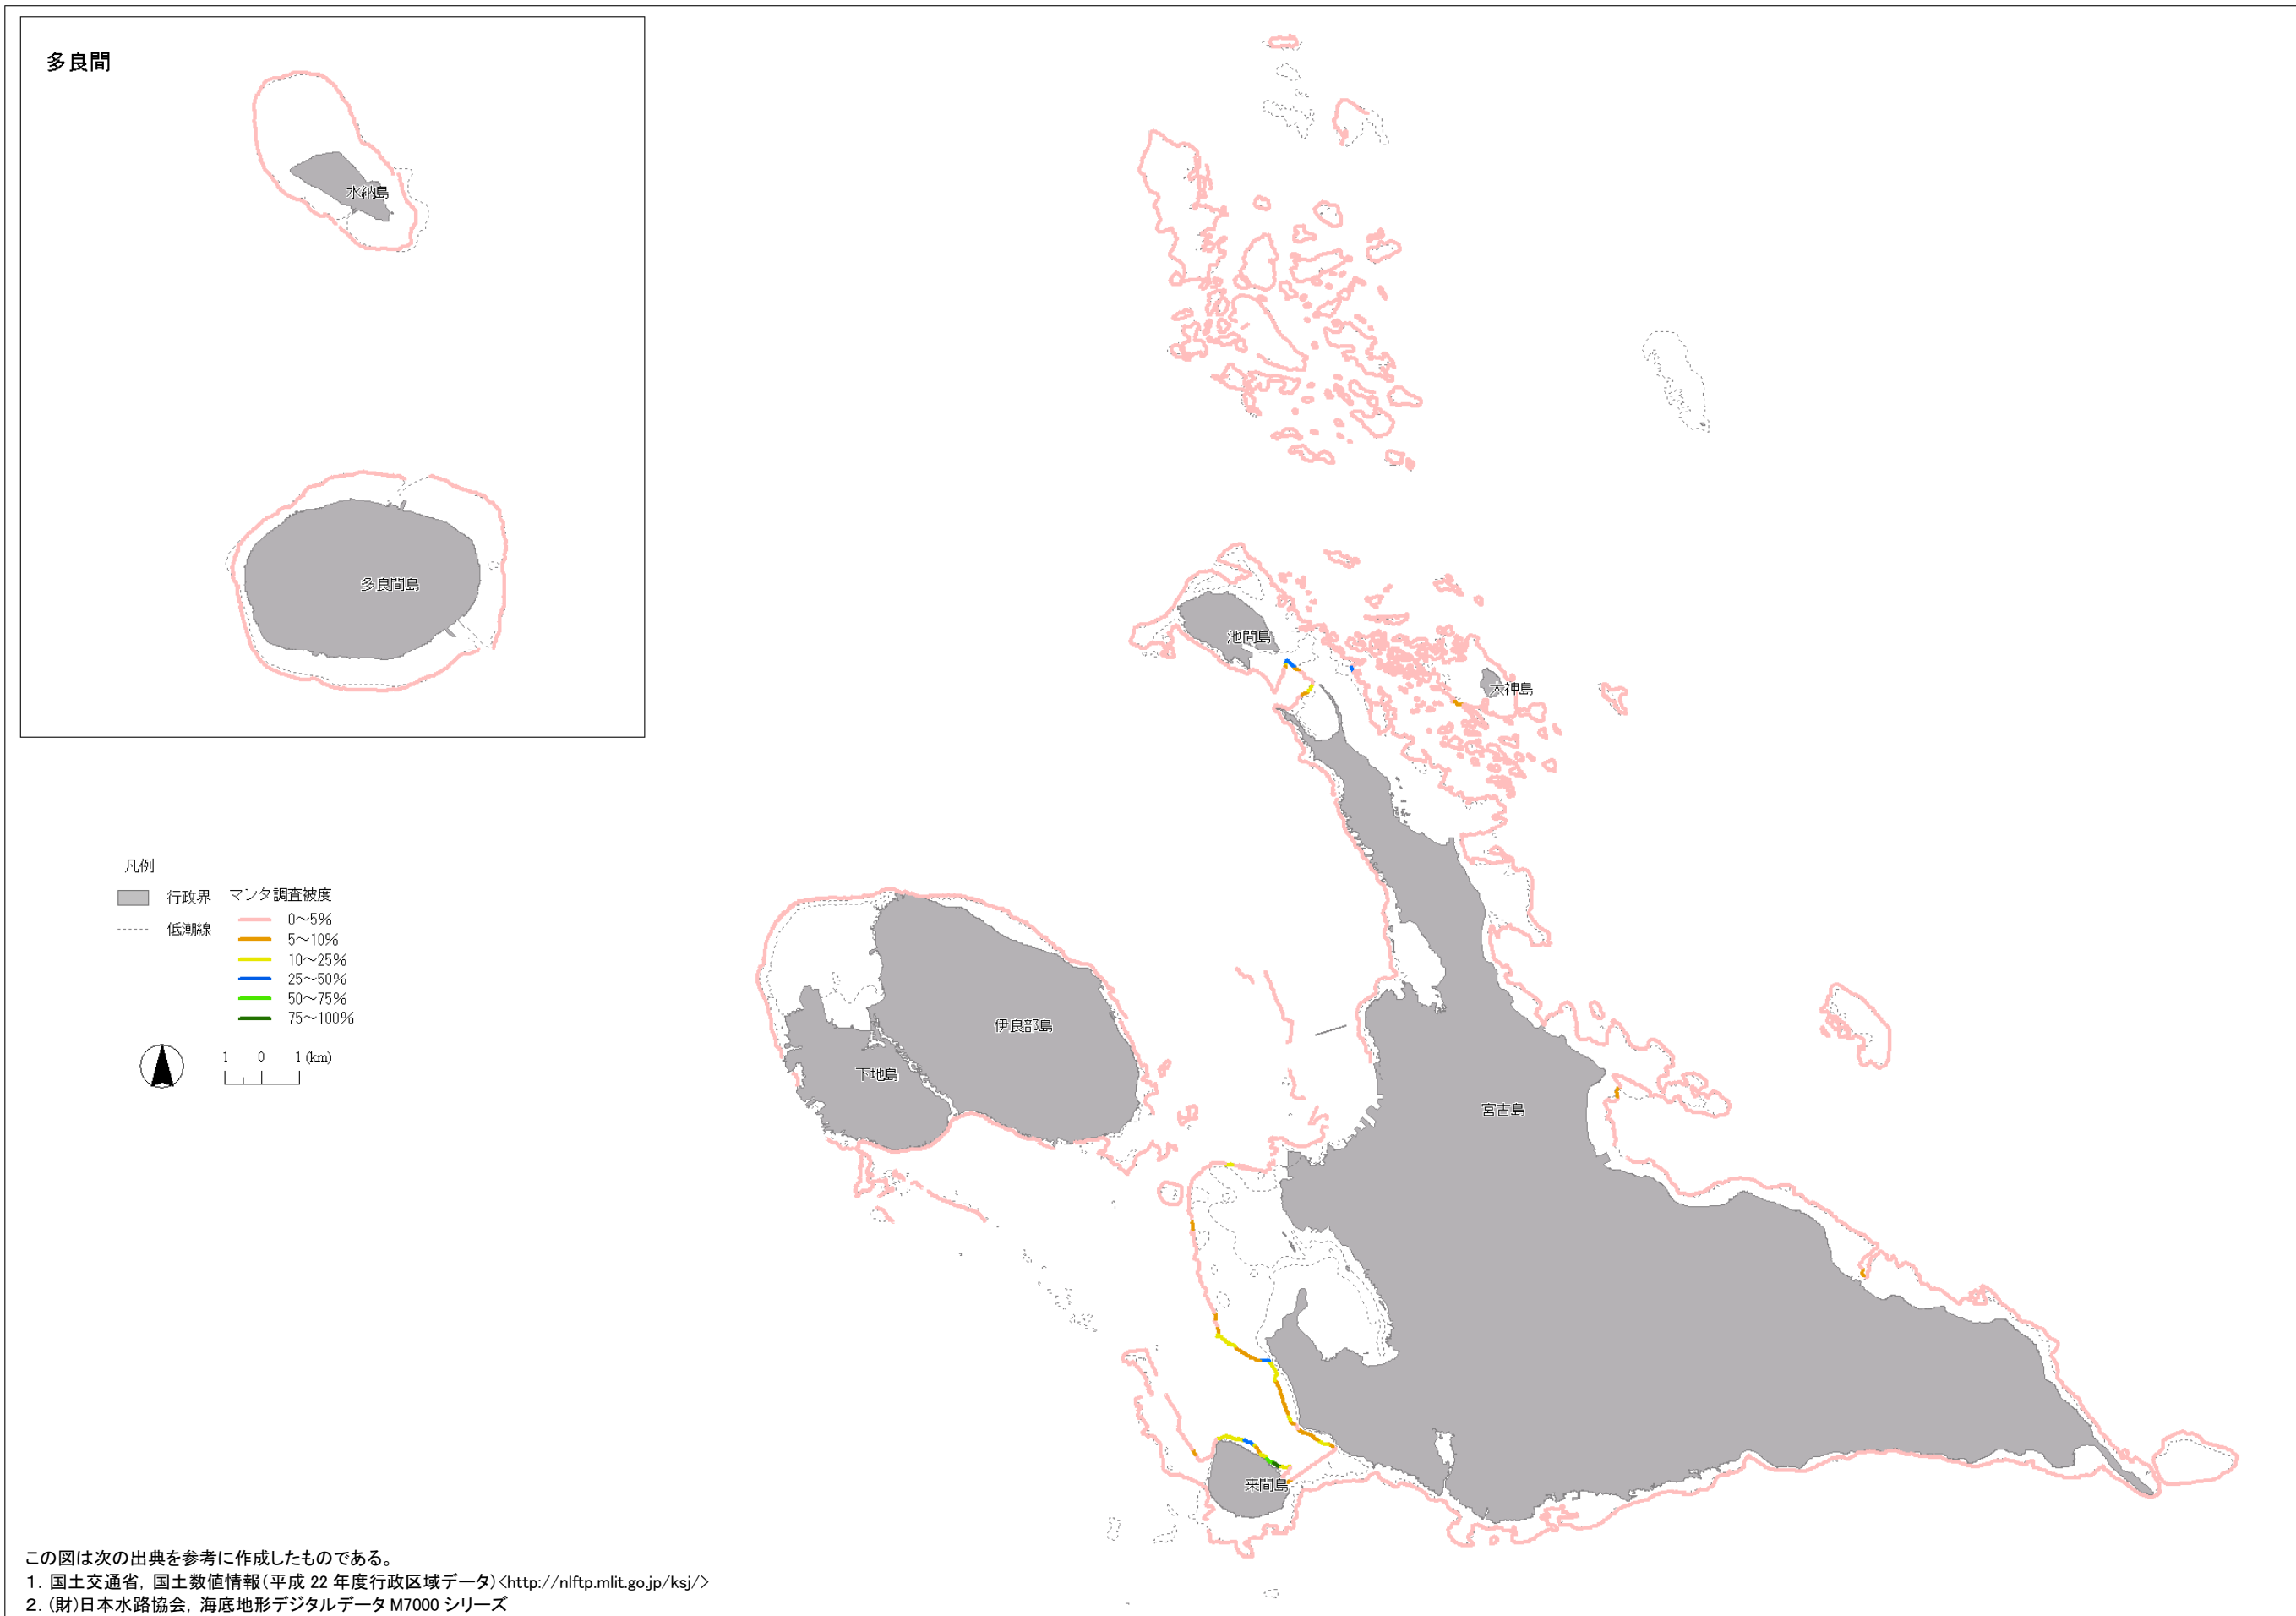 多良間
水納島
多良間島
池間島
大神島
凡例
行政界 マンタ調査被度
低潮線
0～5%
5～10%
10～25%
25～50%
50～75%
75～100%
1 0 1 (km)
伊良部島
下地島
宮古島
来間島
この図は次の出典を参考に作成したものである。
1. 国土交通省, 国土数値情報(平成 22 年度行政区域データ)<http://nlftp.mlit.go.jp/ksj/>
2. (財)日本水路協会, 海底地形デジタルデータ M7000 シリーズ